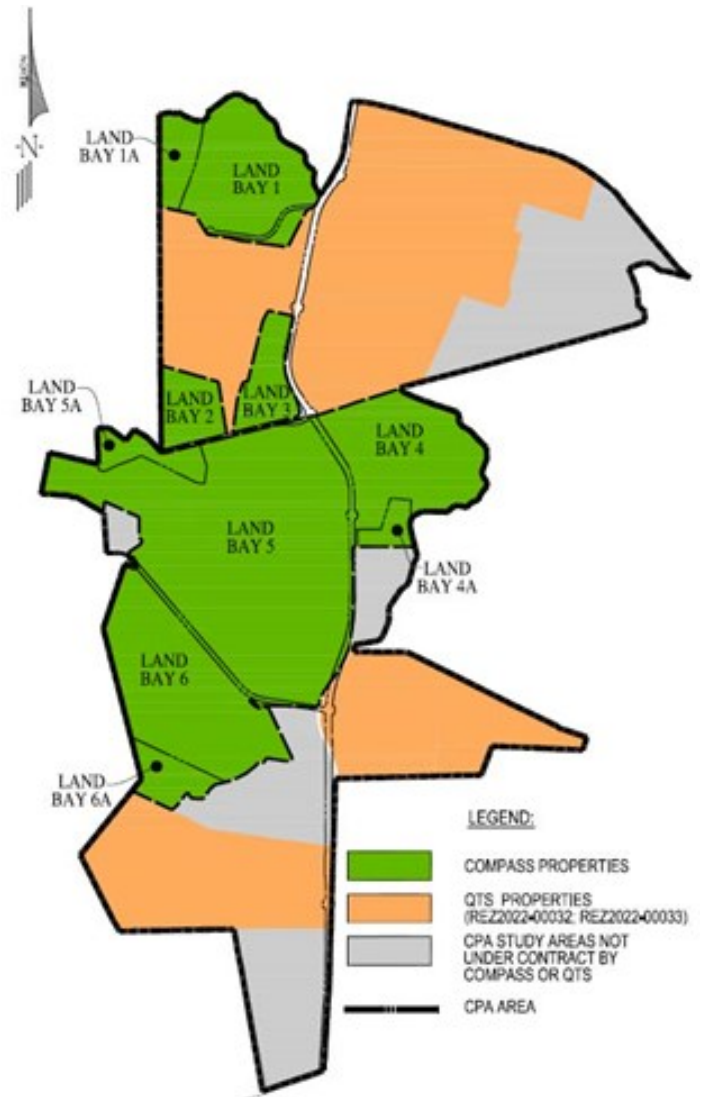 NORTH
N
LAND
BAY 1A
LAND
BAY 1
LAND
BAY 5A
LAND
BAY 2
LAND
BAY 3
LAND
BAY 4
LAND
BAY 5
LAND
BAY 4A
LAND
BAY 6
LAND
BAY 6A
LEGEND:
COMPASS PROPERTIES
QTS PROPERTIES
(REZ2022-00032; REZ2022-00033)
CPA STUDY AREAS NOT
UNDER CONTRACT BY
COMPASS OR QTS
CPA AREA